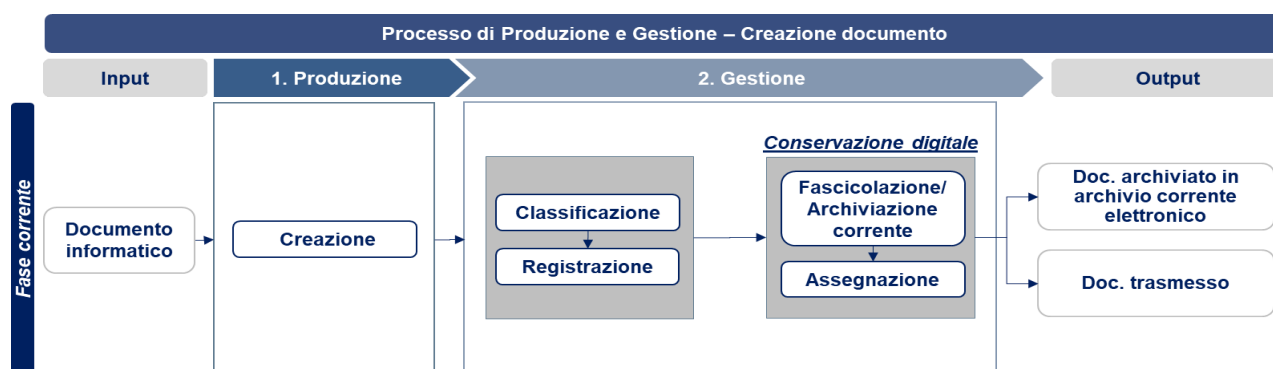 Processo di Produzione e Gestione – Creazione documento
Input
1. Produzione
2. Gestione
Output
Fase corrente
Documento
informatico
Creazione
Classificazione
Registrazione
Conservazione digitale
Fascicolazione/
Archiviazione
corrente
Assegnazione
Doc. archiviato in
archivio corrente
elettronico
Doc. trasmesso